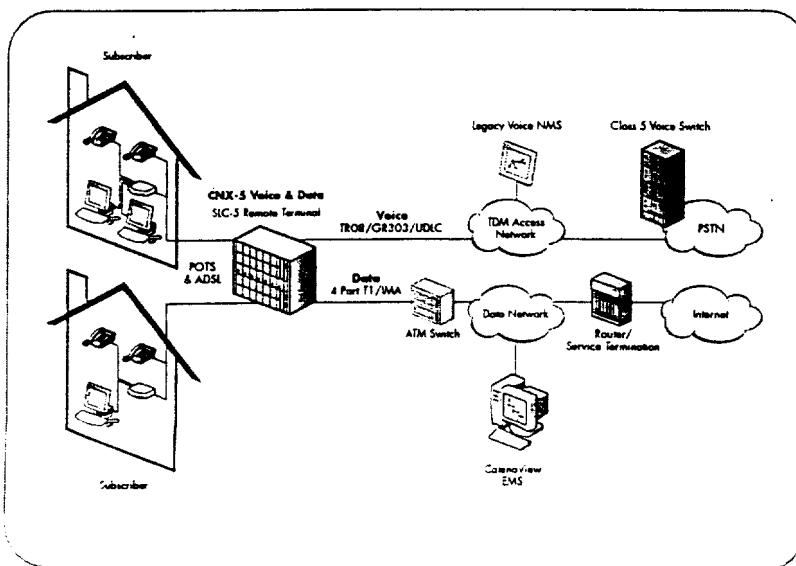 Subscriber
Legacy Voice NMS
Class 5 Voice Switch
CNX-5 Voice & Data
SLC-5 Remote Terminal
Voice
TR08/GR303/UDLC
TDM Access
Network
PSTN
POTS
& ADSL
Data
4 Port T1/IMA
ATM Switch
Data Network
Router/
Service Termination
Internet
CatenaView
EMS
Subscriber